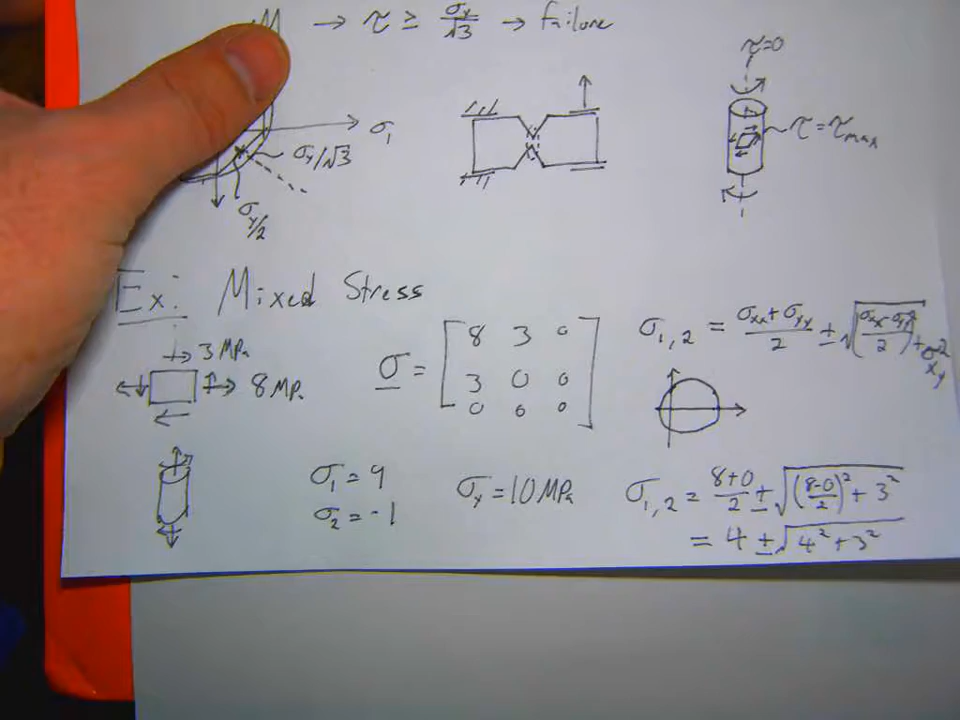 → τ ≥ σy/√3 → failure
τ=0
σ1
σy/√3
τ = τmax
σy/2
Ex: Mixed Stress
σ1,2 = (σxx + σyy)/2 ± √(((σxx - σyy)/2)² + σxy²)
3 MPa
8 MPa
σ = [8 3 0
3 0 0
0 0 0]
σ1 = 9
σ2 = -1
σy = 10 MPa
σ1,2 = (8+0)/2 ± √(((8-0)/2)² + 3²)
= 4 ± √(4² + 3²)